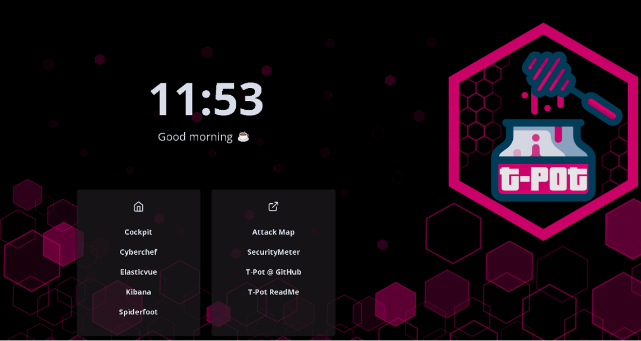 11:53
Good morning ☕
Cockpit
Cyberchef
Elasticvue
Kibana
Spiderfoot
Attack Map
SecurityMeter
T-Pot @ GitHub
T-Pot ReadMe
t-Pot